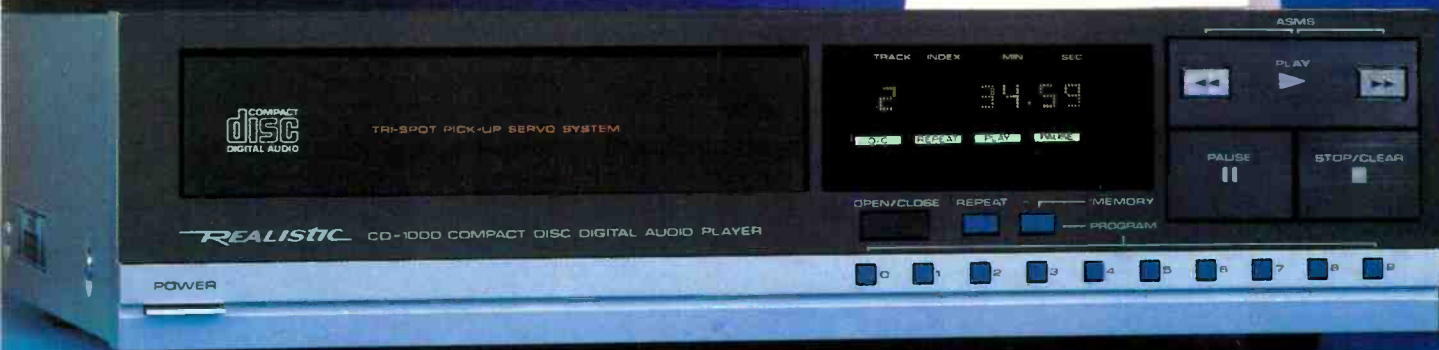 ASMS
TRACK INDEX MIN SEC
PLAY
2 34.59
COMPACT
disc
DIGITAL AUDIO
TRI-SPOT PICK-UP SERVO SYSTEM
O-C REPEAT PLAY PAUSE
PAUSE
STOP/CLEAR
OPEN/CLOSE REPEAT MEMORY
PROGRAM
REALISTIC CD-1000 COMPACT DISC DIGITAL AUDIO PLAYER
0 1 2 3 4 5 6 7 8 9
POWER